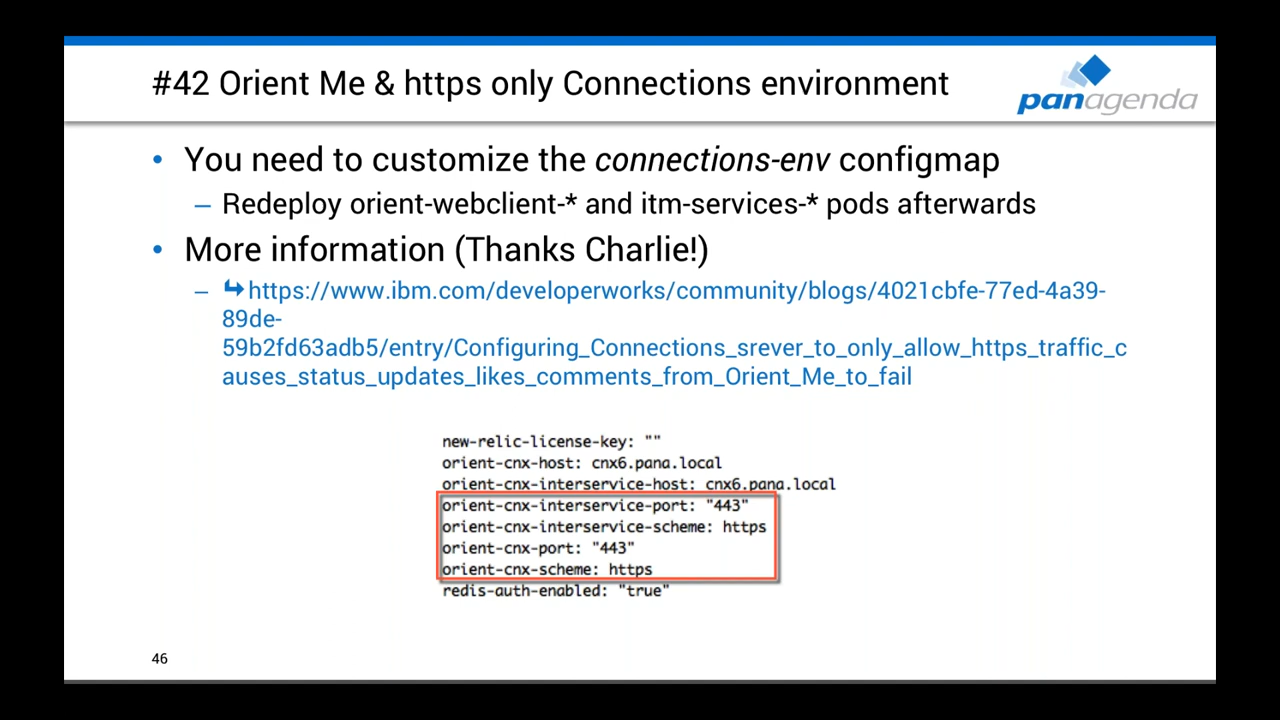 #42 Orient Me & https only Connections environment
panagenda
• You need to customize the connections-env configmap
– Redeploy orient-webclient-* and itm-services-* pods afterwards
• More information (Thanks Charlie!)
– ↪https://www.ibm.com/developerworks/community/blogs/4021cbfe-77ed-4a39-
89de-
59b2fd63adb5/entry/Configuring_Connections_srever_to_only_allow_https_traffic_c
auses_status_updates_likes_comments_from_Orient_Me_to_fail
new-relic-license-key: ""
orient-cnx-host: cnx6.pana.local
orient-cnx-interservice-host: cnx6.pana.local
orient-cnx-interservice-port: "443"
orient-cnx-interservice-scheme: https
orient-cnx-port: "443"
orient-cnx-scheme: https
redis-auth-enabled: "true"
46